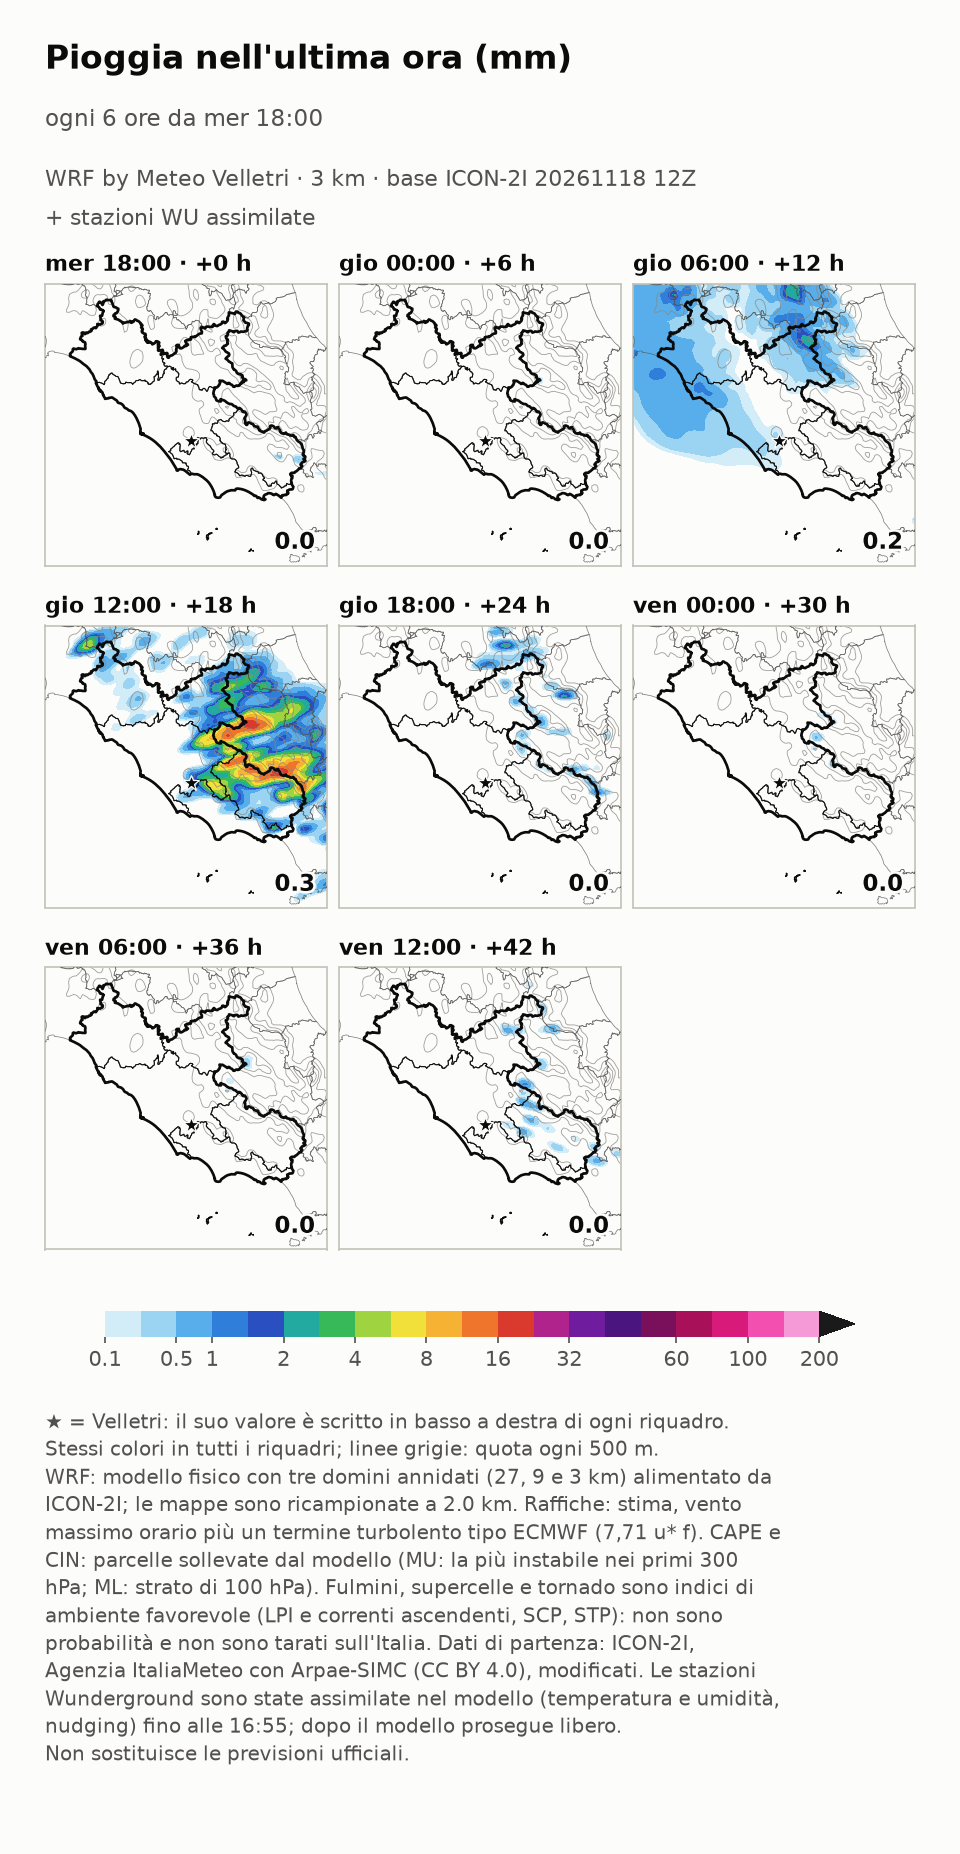 Pioggia nell'ultima ora (mm)
ogni 6 ore da mer 18:00
WRF by Meteo Velletri · 3 km · base ICON-2I 20261118 12Z
+ stazioni WU assimilate
mer 18:00 · +0 h
gio 00:00 · +6 h
gio 06:00 · +12 h
0.0
0.0
0.2
gio 12:00 · +18 h
gio 18:00 · +24 h
ven 00:00 · +30 h
0.3
0.0
0.0
ven 06:00 · +36 h
ven 12:00 · +42 h
0.0
0.0
0.1 0.5 1 2 4 8 16 32 60 100 200
★ = Velletri: il suo valore è scritto in basso a destra di ogni riquadro.
Stessi colori in tutti i riquadri; linee grigie: quota ogni 500 m.
WRF: modello fisico con tre domini annidati (27, 9 e 3 km) alimentato da
ICON-2I; le mappe sono ricampionate a 2.0 km. Raffiche: stima, vento
massimo orario più un termine turbolento tipo ECMWF (7,71 u* f). CAPE e
CIN: parcelle sollevate dal modello (MU: la più instabile nei primi 300
hPa; ML: strato di 100 hPa). Fulmini, supercelle e tornado sono indici di
ambiente favorevole (LPI e correnti ascendenti, SCP, STP): non sono
probabilità e non sono tarati sull'Italia. Dati di partenza: ICON-2I,
Agenzia ItaliaMeteo con Arpae-SIMC (CC BY 4.0), modificati. Le stazioni
Wunderground sono state assimilate nel modello (temperatura e umidità,
nudging) fino alle 16:55; dopo il modello prosegue libero.
Non sostituisce le previsioni ufficiali.